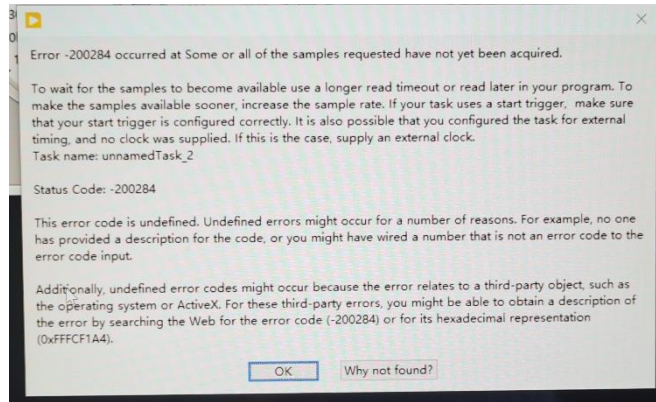 Error -200284 occurred at Some or all of the samples requested have not yet been acquired.
To wait for the samples to become available use a longer read timeout or read later in your program. To
make the samples available sooner, increase the sample rate. If your task uses a start trigger, make sure
that your start trigger is configured correctly. It is also possible that you configured the task for external
timing, and no clock was supplied. If this is the case, supply an external clock.
Task name: unnamedTask_2
Status Code: -200284
This error code is undefined. Undefined errors might occur for a number of reasons. For example, no one
has provided a description for the code, or you might have wired a number that is not an error code to the
error code input.
Additionally, undefined error codes might occur because the error relates to a third-party object, such as
the operating system or ActiveX. For these third-party errors, you might be able to obtain a description of
the error by searching the Web for the error code (-200284) or for its hexadecimal representation
(0xFFFCF1A4).
OK
Why not found?